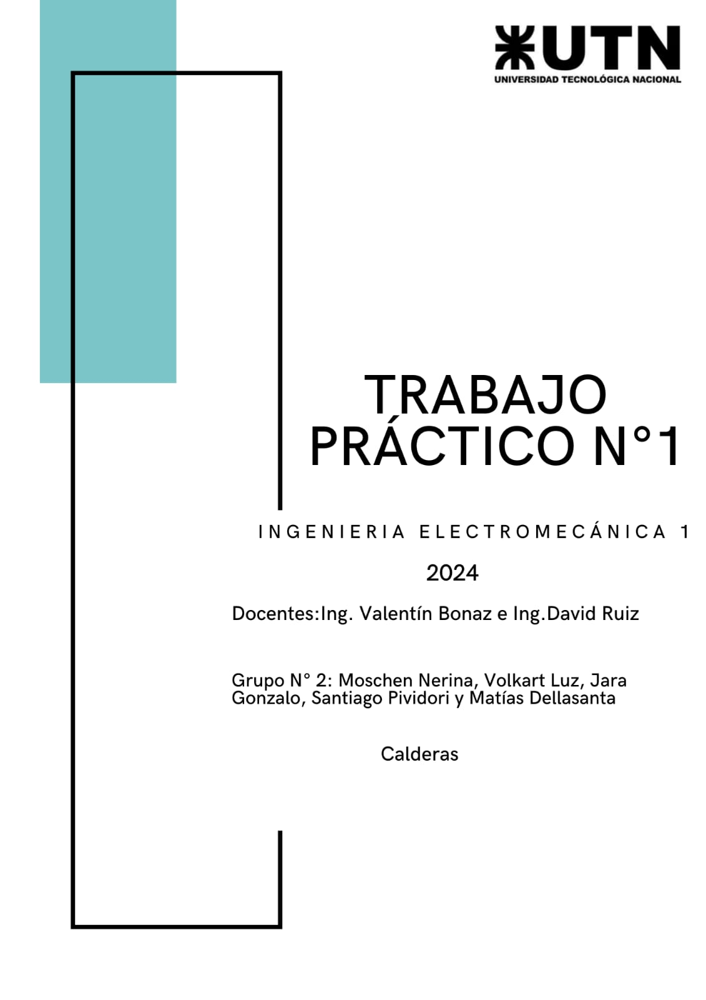 UTN
UNIVERSIDAD TECNOLÓGICA NACIONAL
TRABAJO
PRÁCTICO N°1
INGENIERIA ELECTROMECÁNICA 1
2024
Docentes:Ing. Valentín Bonaz e Ing.David Ruiz
Grupo N° 2: Moschen Nerina, Volkart Luz, Jara
Gonzalo, Santiago Pividori y Matías Dellasanta
Calderas